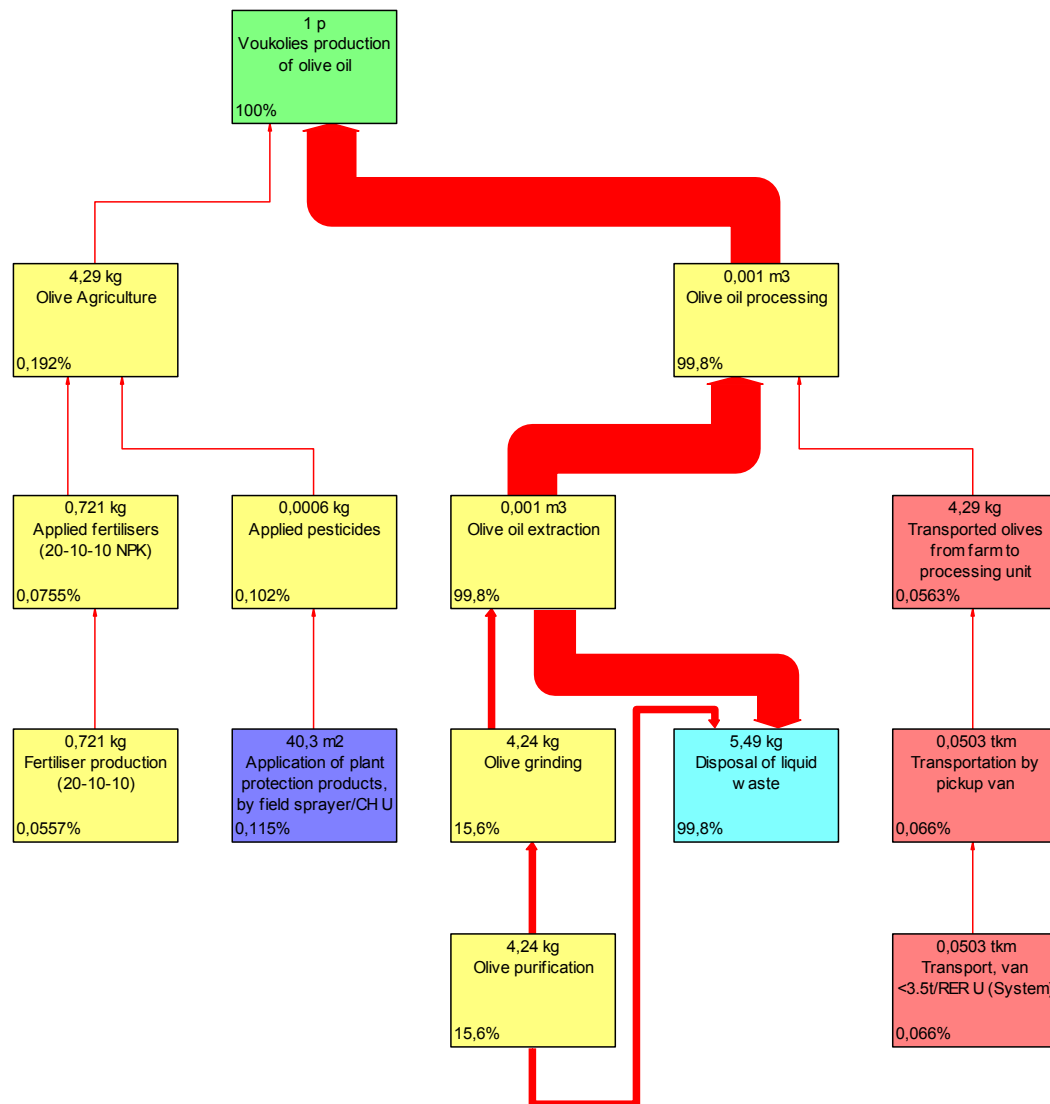 1 p
Voukolies production
of olive oil
100%
4,29 kg
Olive Agriculture
0,192%
0,001 m3
Olive oil processing
99,8%
0,721 kg
Applied fertilisers
(20-10-10 NPK)
0,0755%
0,0006 kg
Applied pesticides
0,102%
0,001 m3
Olive oil extraction
99,8%
4,29 kg
Transported olives
from farm to
processing unit
0,0563%
0,721 kg
Fertiliser production
(20-10-10)
0,0557%
40,3 m2
Application of plant
protection products,
by field sprayer/CH U
0,115%
4,24 kg
Olive grinding
15,6%
5,49 kg
Disposal of liquid
waste
99,8%
0,0503 tkm
Transportation by
pickup van
0,066%
4,24 kg
Olive purification
15,6%
0,0503 tkm
Transport, van
<3.5t/RER U (System)
0,066%